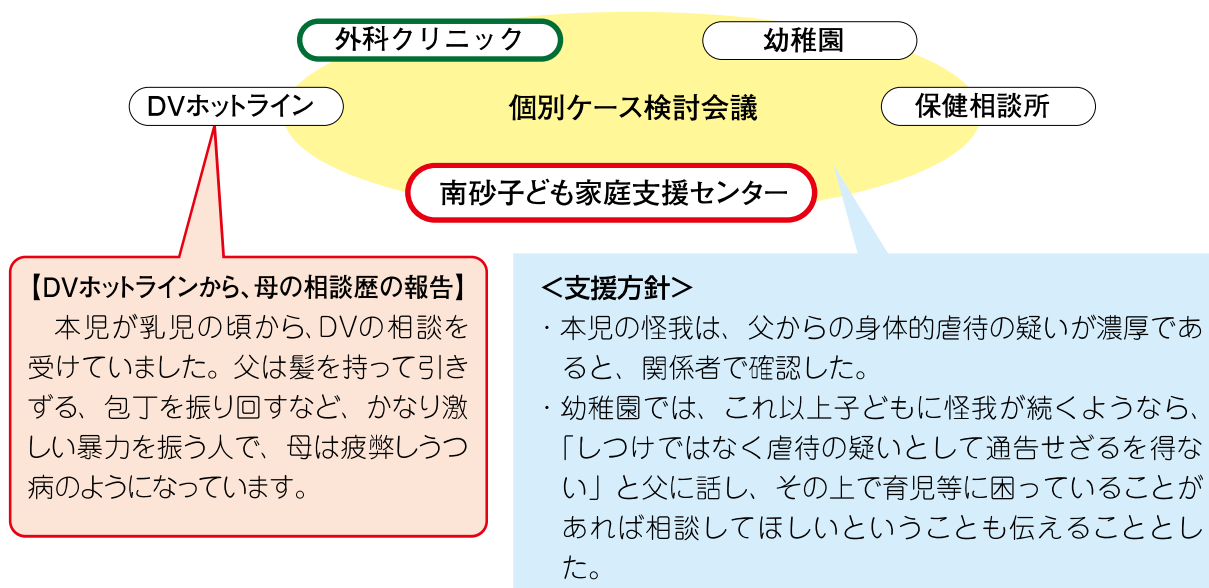 外科クリニック
幼稚園
DVホットライン
個別ケース検討会議
保健相談所
南砂子ども家庭支援センター
【DVホットラインから、母の相談歴の報告】
本児が乳児の頃から、DVの相談を
受けていました。父は髪を持って引き
ずる、包丁を振り回すなど、かなり激
しい暴力を振う人で、母は疲弊しうつ
病のようになっています。
＜支援方針＞
・本児の怪我は、父からの身体的虐待の疑いが濃厚であ
ると、関係者で確認した。
・幼稚園では、これ以上子どもに怪我が続くようなら、
「しつけではなく虐待の疑いとして通告せざるを得な
い」と父に話し、その上で育児等に困っていることが
あれば相談してほしいということも伝えることとし
た。